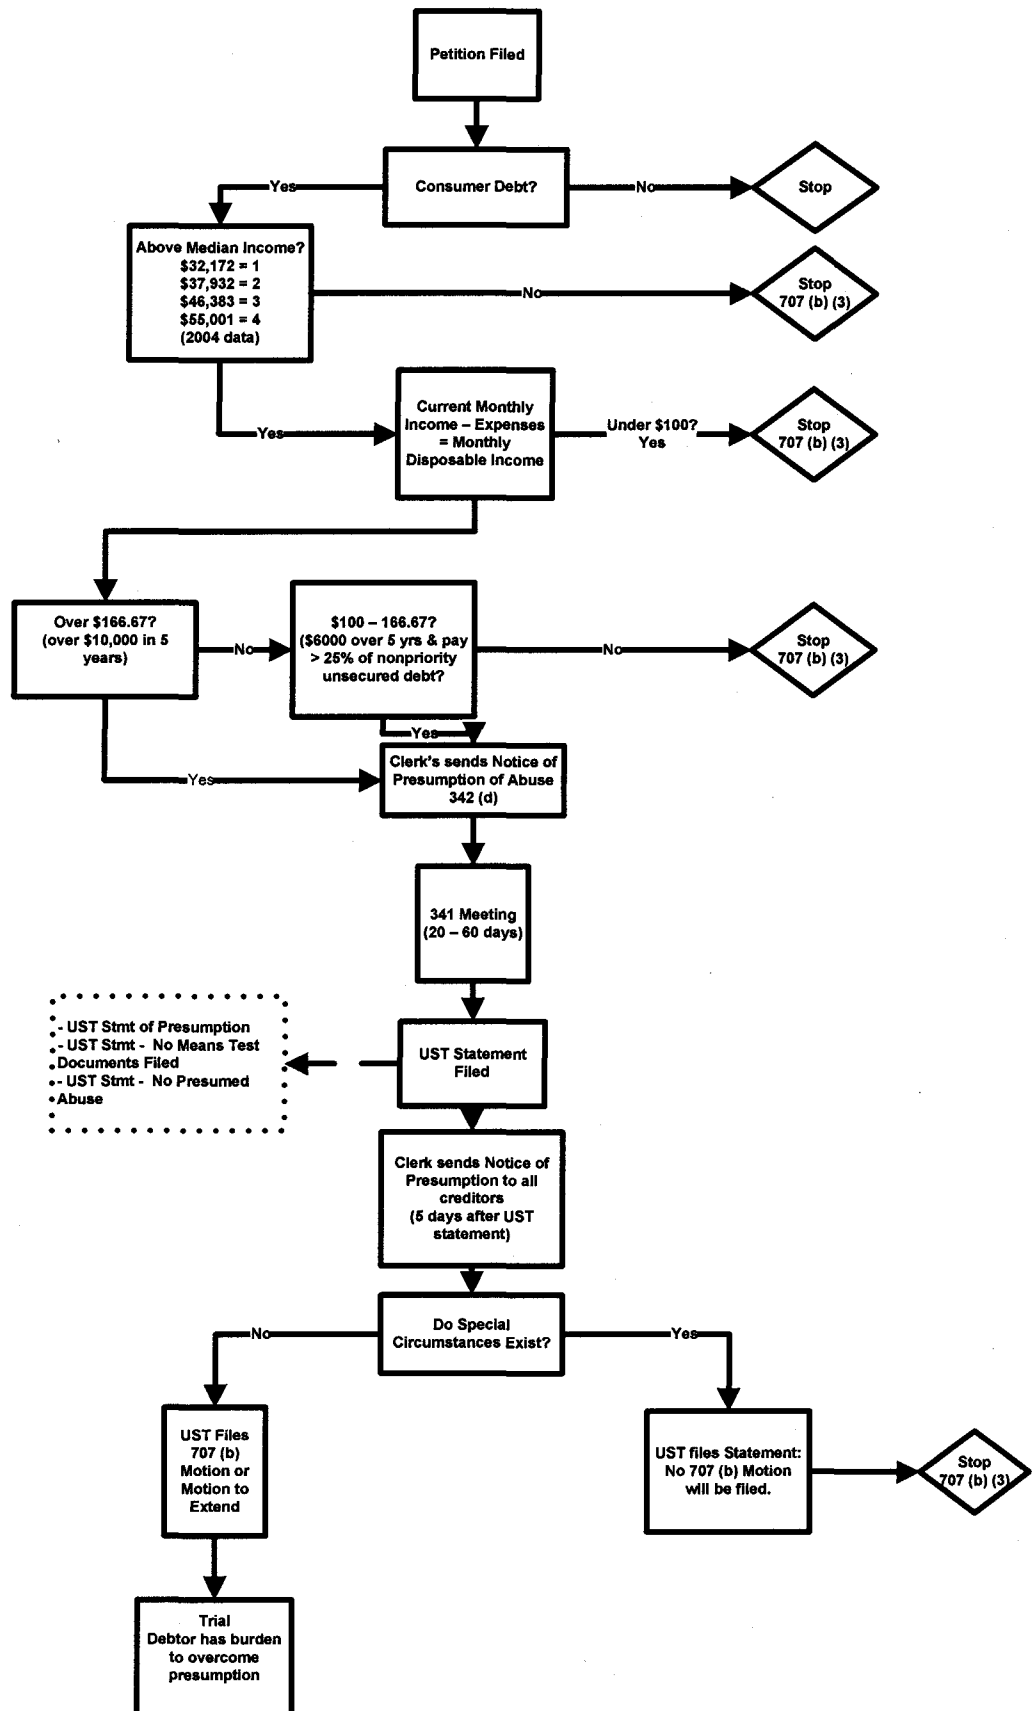 Petition Filed
Consumer Debt?
Yes
No
Stop
Above Median Income?
$32,172 = 1
$37,932 = 2
$46,383 = 3
$55,001 = 4
(2004 data)
No
Stop
707 (b) (3)
Yes
Current Monthly
Income – Expenses
= Monthly
Disposable Income
Under $100?
Yes
Stop
707 (b) (3)
Over $166.67?
(over $10,000 in 5
years)
No
$100 – 166.67?
($6000 over 5 yrs & pay
> 25% of nonpriority
unsecured debt?
No
Stop
707 (b) (3)
Yes
Yes
Clerk's sends Notice of
Presumption of Abuse
342 (d)
341 Meeting
(20 – 60 days)
- UST Stmt of Presumption
- UST Stmt - No Means Test
Documents Filed
- UST Stmt - No Presumed
Abuse
UST Statement
Filed
Clerk sends Notice of
Presumption to all
creditors
(5 days after UST
statement)
Do Special
Circumstances Exist?
No
Yes
UST Files
707 (b)
Motion or
Motion to
Extend
UST files Statement:
No 707 (b) Motion
will be filed.
Stop
707 (b) (3)
Trial
Debtor has burden
to overcome
presumption